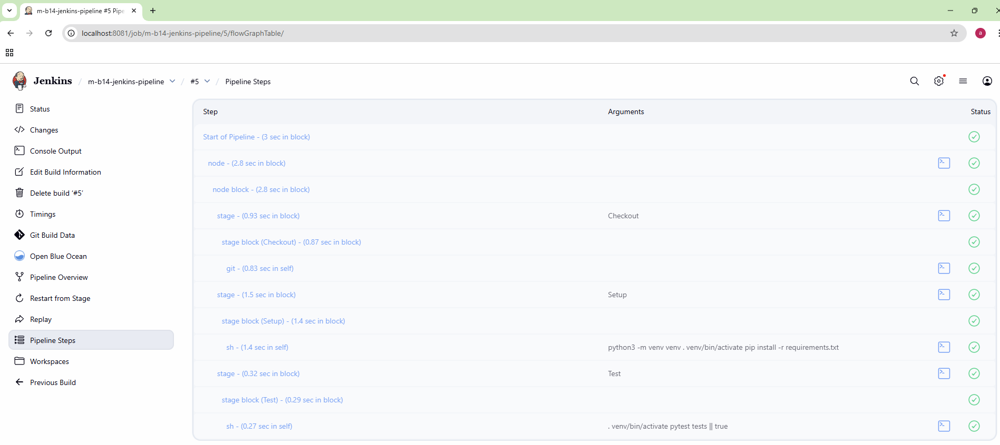 m-b14-jenkins-pipeline #5 Pipe
localhost:8081/job/m-b14-jenkins-pipeline/5/flowGraphTable/
a
Jenkins / m-b14-jenkins-pipeline / #5 / Pipeline Steps
Status
Changes
Console Output
Edit Build Information
Delete build ‘#5’
Timings
Git Build Data
Open Blue Ocean
Pipeline Overview
Restart from Stage
Replay
Pipeline Steps
Workspaces
Previous Build
Step Arguments Status
Start of Pipeline - (3 sec in block)
node - (2.8 sec in block)
node block - (2.8 sec in block)
stage - (0.93 sec in block) Checkout
stage block (Checkout) - (0.87 sec in block)
git - (0.83 sec in self)
stage - (1.5 sec in block) Setup
stage block (Setup) - (1.4 sec in block)
sh - (1.4 sec in self) python3 -m venv venv . venv/bin/activate pip install -r requirements.txt
stage - (0.32 sec in block) Test
stage block (Test) - (0.29 sec in block)
sh - (0.27 sec in self) . venv/bin/activate pytest tests || true